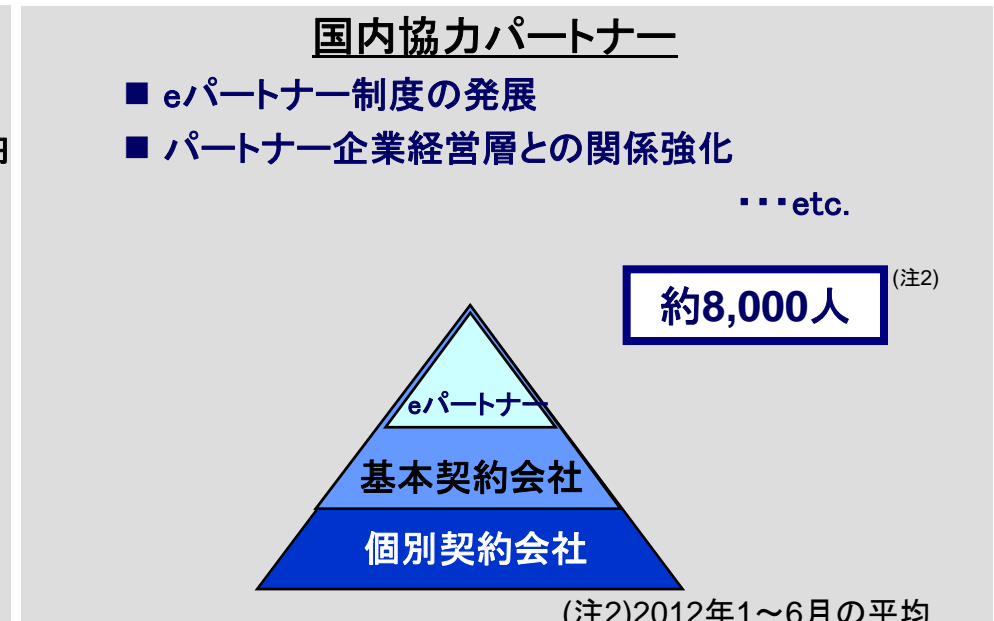 国内協力パートナー
■ eパートナー制度の発展
■ パートナー企業経営層との関係強化
・・・etc.
約8,000人
(注2)
eパートナー
基本契約会社
個別契約会社
(注2)2012年1~6月の平均